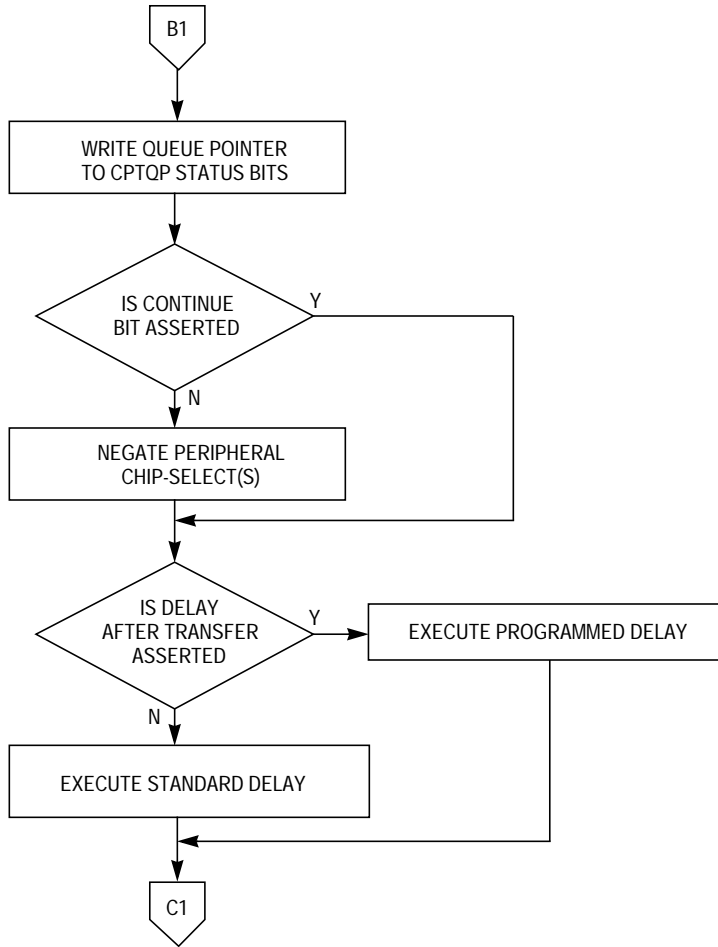 B1
WRITE QUEUE POINTER
TO CPTQP STATUS BITS
IS CONTINUE
BIT ASSERTED
Y
N
NEGATE PERIPHERAL
CHIP-SELECT(S)
IS DELAY
AFTER TRANSFER
ASSERTED
Y
EXECUTE PROGRAMMED DELAY
N
EXECUTE STANDARD DELAY
C1